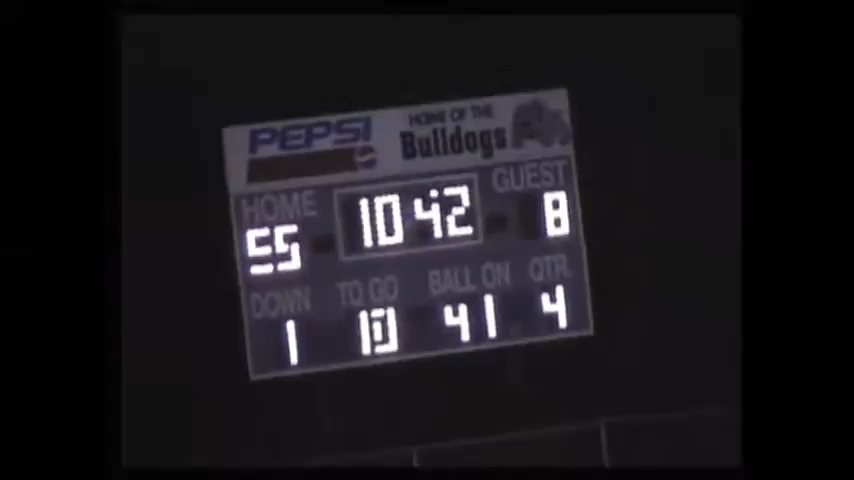 PEPSI
HOME OF THE
Bulldogs
HOME
GUEST
55
10 42
8
DOWN
TO GO
BALL ON
QTR.
1
10
41
4